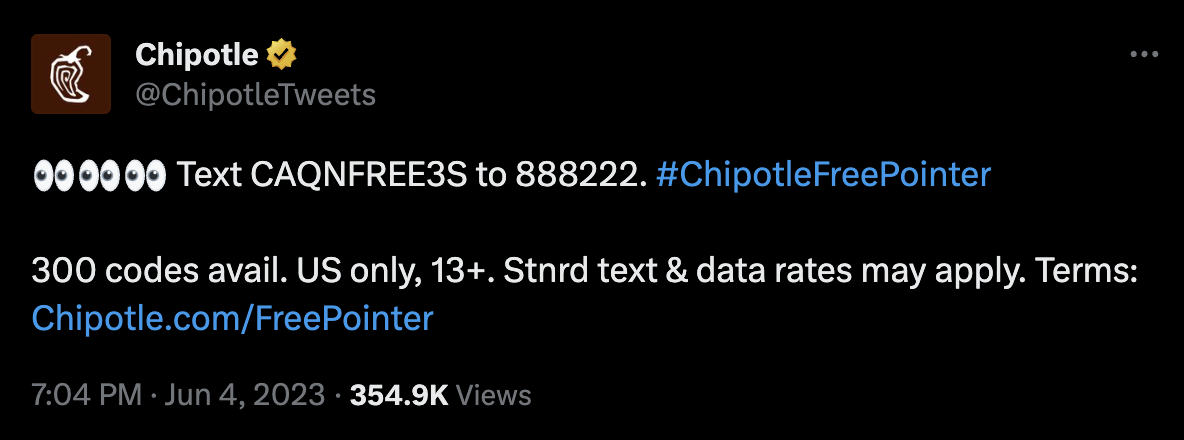 Chipotle
@ChipotleTweets
👀👀👀 Text CAQNFREE3S to 888222. #ChipotleFreePointer
300 codes avail. US only, 13+. Stnrd text & data rates may apply. Terms:
Chipotle.com/FreePointer
7:04 PM · Jun 4, 2023 · 354.9K Views